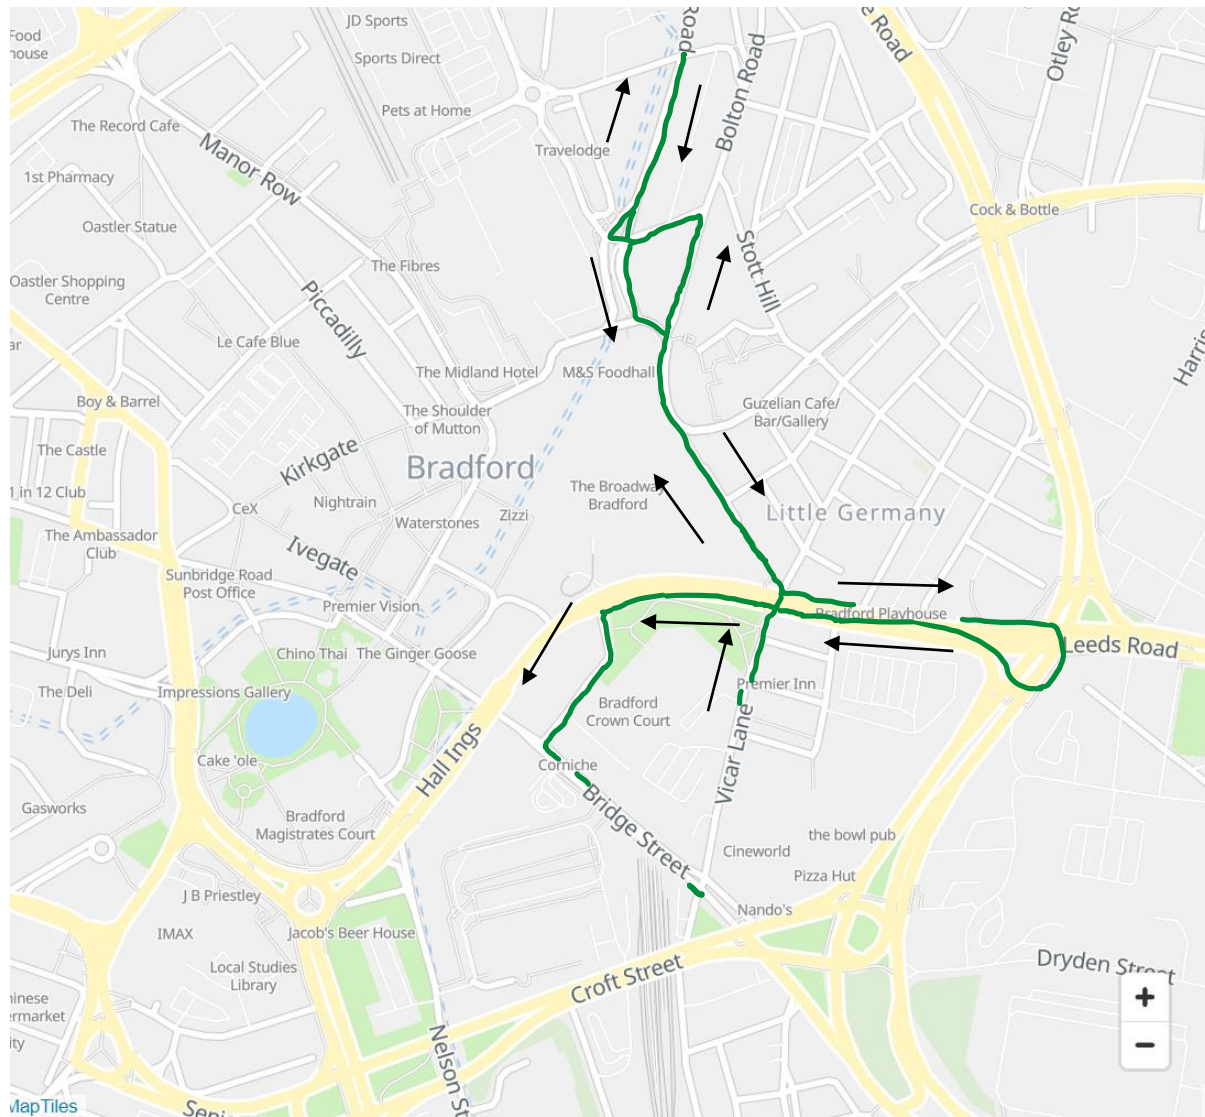 JD Sports
Food
house
e Road
Road
Sports Direct
Otley Ro
Bolton Road
Pets at Home
The Record Cafe
Travelodge
Manor Row
1st Pharmacy
Cock & Bottle
Oastler Statue
Stott Hill
The Fibres
Oastler Shopping
Centre
Piccadilly
Harris
ar
Le Cafe Blue
The Midland Hotel
M&S Foodhall
Boy & Barrel
The Shoulder
of Mutton
Guzelian Cafe/
Bar/Gallery
The Castle
Kirkgate
Bradford
1 in 12 Club
The Broadway
Bradford
Nightrain
CeX
Zizzi
Little Germany
Waterstones
The Ambassador
Club
Ivegate
Sunbridge Road
Post Office
Premier Vision
Bradford Playhouse
Jurys Inn
Chino Thai
The Ginger Goose
Leeds Road
The Deli
Impressions Gallery
Premier Inn
Bradford
Crown Court
Vicar Lane
Hall Ings
Cake 'ole
Corniche
Gasworks
Bradford
Magistrates Court
Bridge Street
the bowl pub
Cineworld
Pizza Hut
J B Priestley
Nando's
IMAX
Jacob's Beer House
Local Studies
Library
Croft Street
Dryden Street
hinese
ermarket
ity
+
−
Nelson St
MapTiles